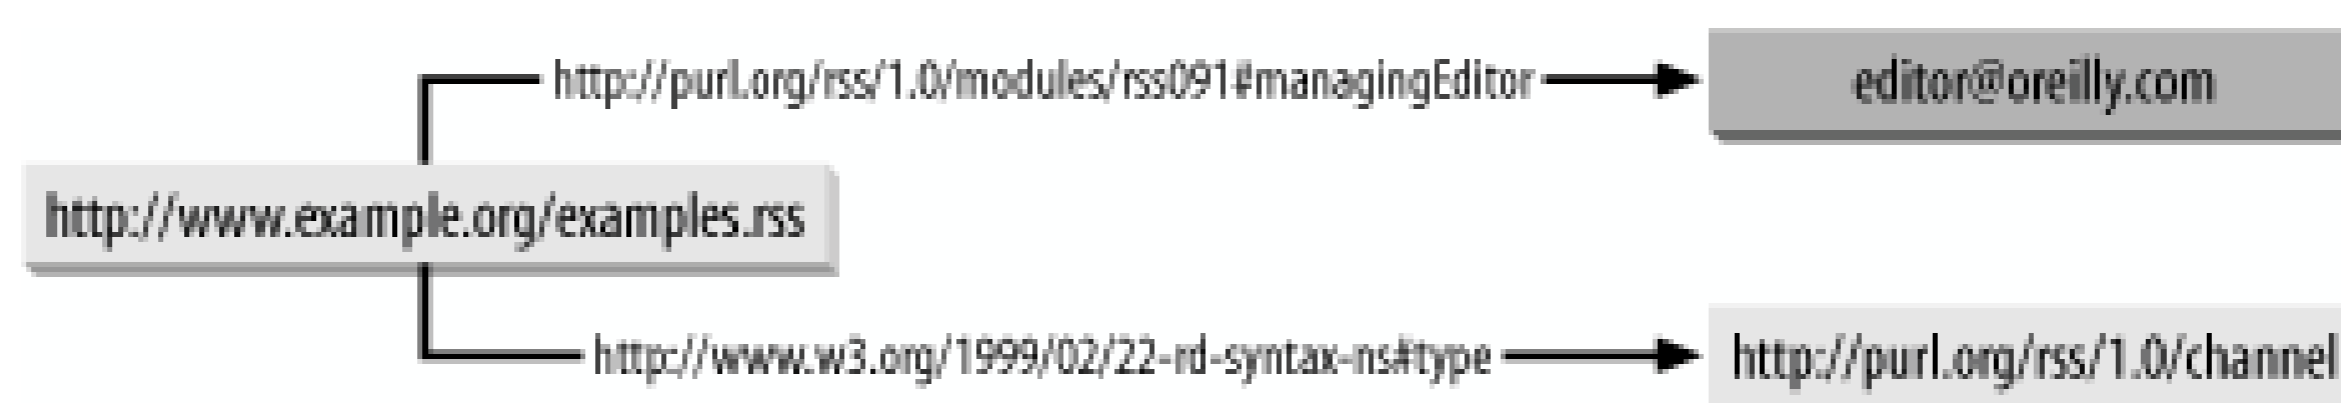 http://purl.org/rss/1.0/modules/rss091#managingEditor
editor@oreilly.com
http://www.example.org/examples.rss
http://www.w3.org/1999/02/22-rd-syntax-ns#type
http://purl.org/rss/1.0/channel